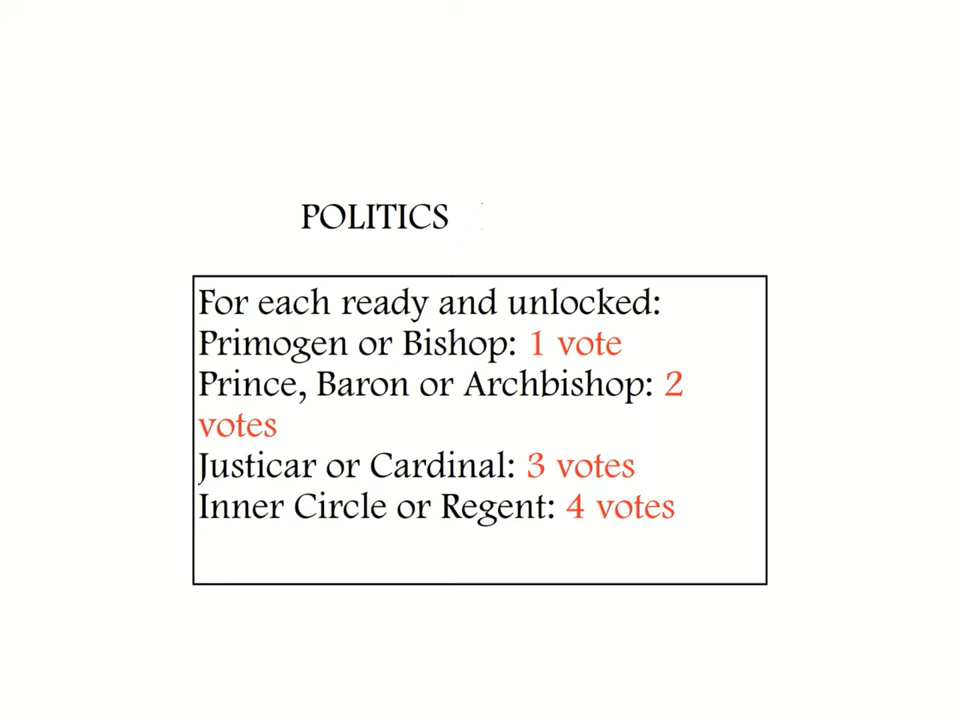 POLITICS
For each ready and unlocked:
Primogen or Bishop: 1 vote
Prince, Baron or Archbishop: 2
votes
Justicar or Cardinal: 3 votes
Inner Circle or Regent: 4 votes